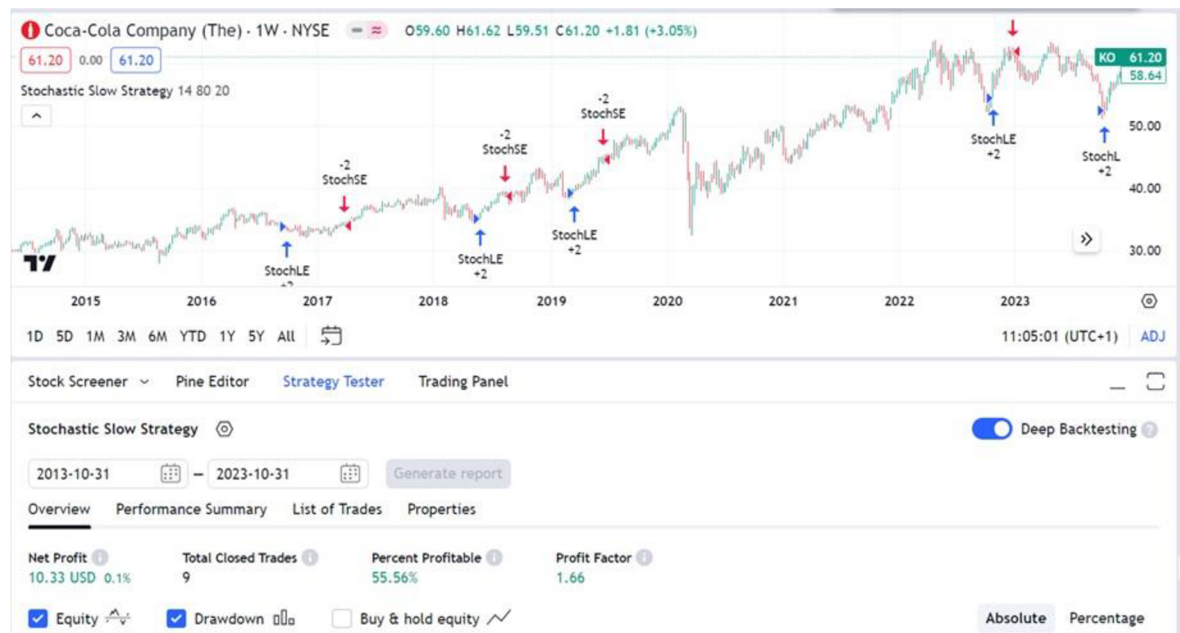 Coca-Cola Company (The) · 1W · NYSE O59.60 H61.62 L59.51 C61.20 +1.81 (+3.05%)
61.20 0.00 61.20
KO 61.20
58.64
Stochastic Slow Strategy 14 80 20
-2
StochSE
-2
StochSE
-2
StochSE
StochLE
+2
StochL
+2
StochLE
+2
StochLE
+2
StochLE
+2
50.00
40.00
30.00
2015 2016 2017 2018 2019 2020 2021 2022 2023
1D 5D 1M 3M 6M YTD 1Y 5Y All 11:05:01 (UTC+1) ADJ
Stock Screener Pine Editor Strategy Tester Trading Panel
Stochastic Slow Strategy Deep Backtesting
2013-10-31 – 2023-10-31 Generate report
Overview Performance Summary List of Trades Properties
Net Profit Total Closed Trades Percent Profitable Profit Factor
10.33 USD 0.1% 9 55.56% 1.66
Equity Drawdown Buy & hold equity Absolute Percentage